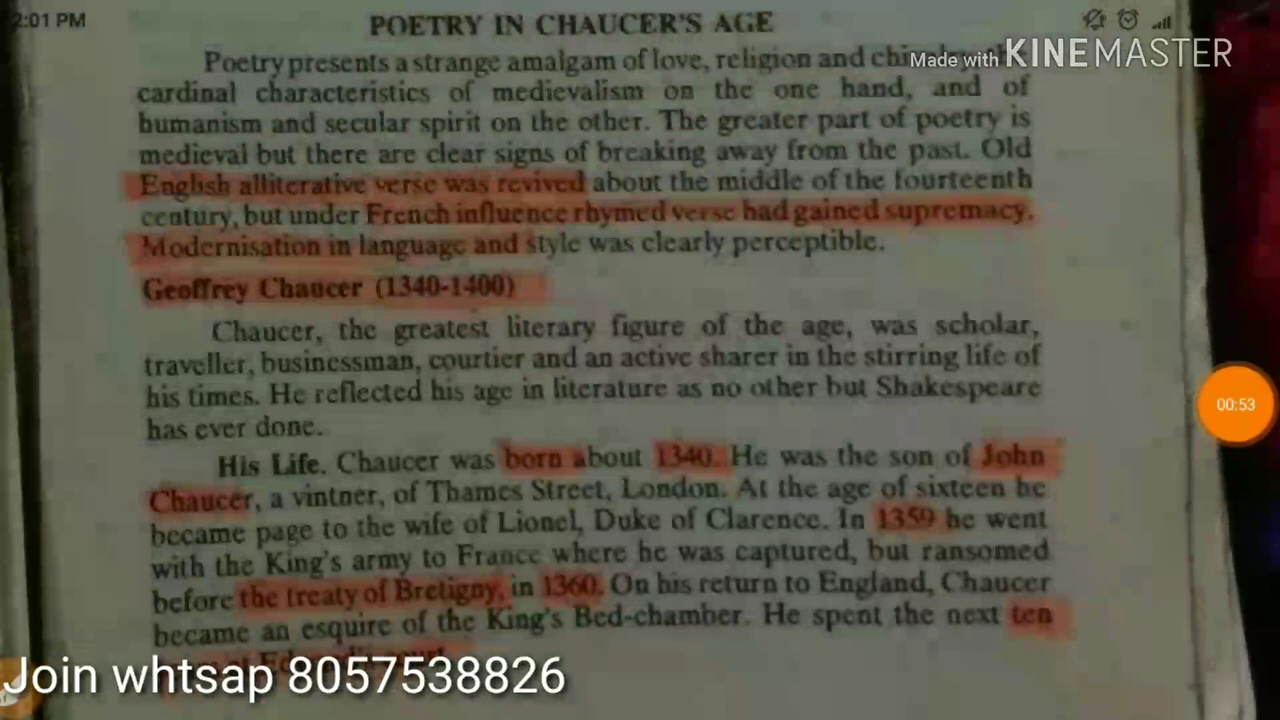 2:01 PM
POETRY IN CHAUCER'S AGE
Made with KINEMASTER
Poetry presents a strange amalgam of love, religion and
cardinal characteristics of medievalism on the one hand, and of
humanism and secular spirit on the other. The greater part of poetry is
medieval but there are clear signs of breaking away from the past. Old
English alliterative verse was revived about the middle of the fourteenth
century, but under French influence rhymed verse had gained supremacy.
Modernisation in language and style was clearly perceptible.
Geoffrey Chaucer (1340-1400)
Chaucer, the greatest literary figure of the age, was scholar,
traveller, businessman, courtier and an active sharer in the stirring life of
his times. He reflected his age in literature as no other but Shakespeare
has ever done.
00:53
His Life. Chaucer was born about 1340. He was the son of John
Chaucer, a vintner, of Thames Street, London. At the age of sixteen he
became page to the wife of Lionel, Duke of Clarence. In 1359 he went
with the King's army to France where he was captured, but ransomed
before the treaty of Bretigny, in 1360. On his return to England, Chaucer
became an esquire of the King's Bed-chamber. He spent the next ten
Join whtsap 8057538826